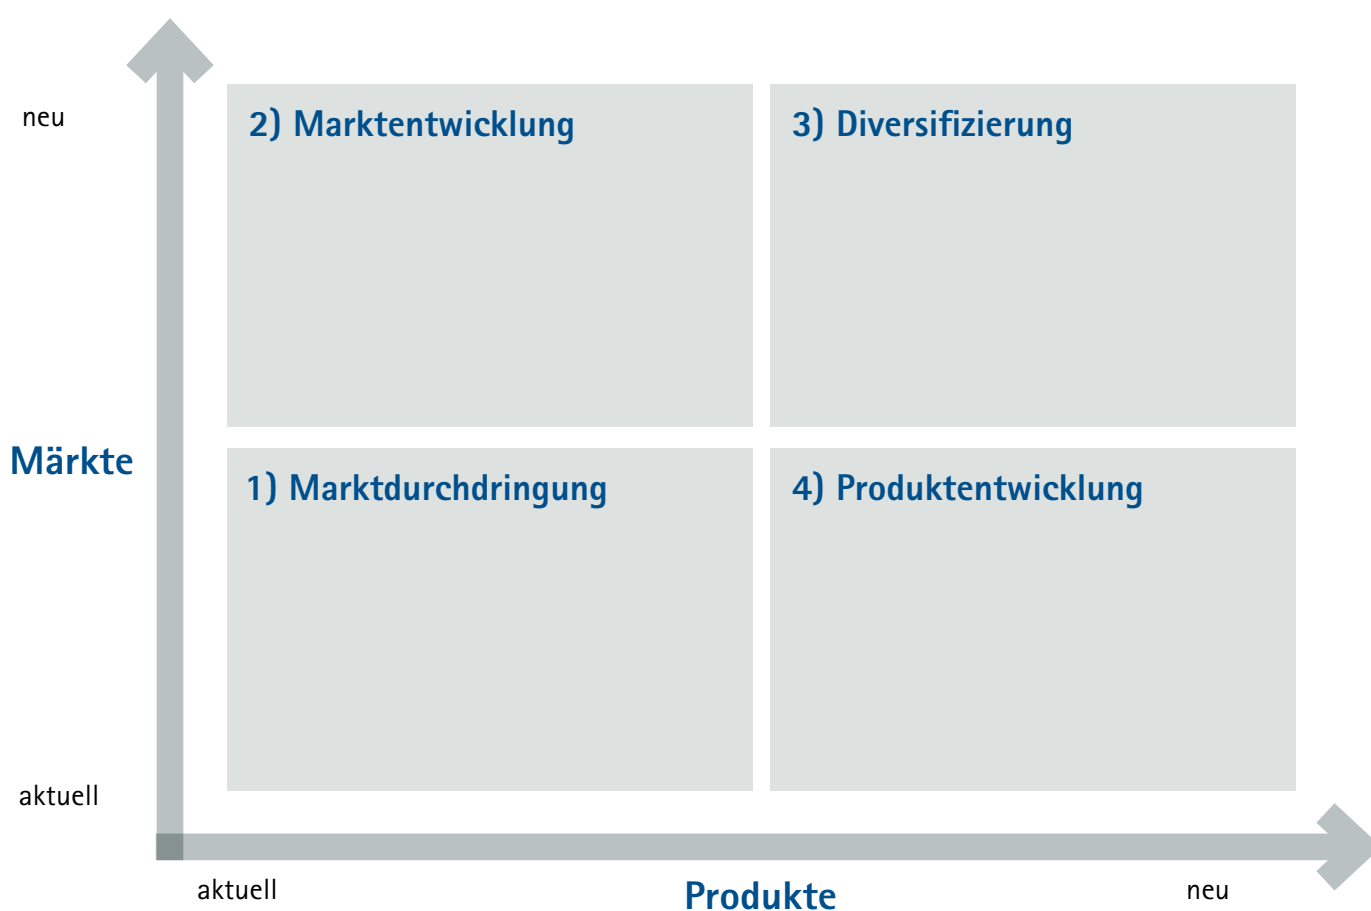 neu
2) Marktentwicklung
3) Diversifizierung
Märkte
1) Marktdurchdringung
4) Produktentwicklung
aktuell
aktuell
Produkte
neu